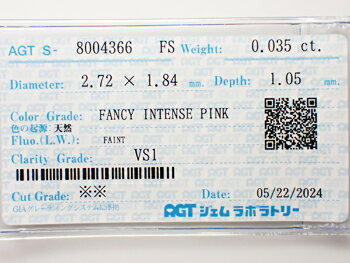 AGT S- 8004366 FS Weight: 0.035 ct.
Diameter: 2.72 × 1.84 mm. Depth: 1.05 mm.
Color Grade: FANCY INTENSE PINK
色の起源: 天然
Fluo.(L.W.): FAINT
Clarity Grade: VS1
Cut Grade: ※※ Date: 05/22/2024
AGT ジェムラボラトリー